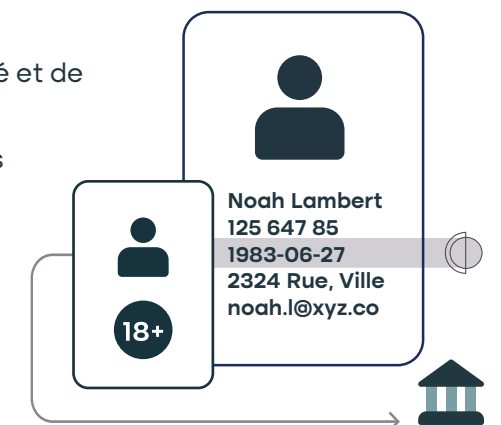 é et de
s
Noah Lambert
125 647 85
1983-06-27
2324 Rue, Ville
noah.l@xyz.co
18+